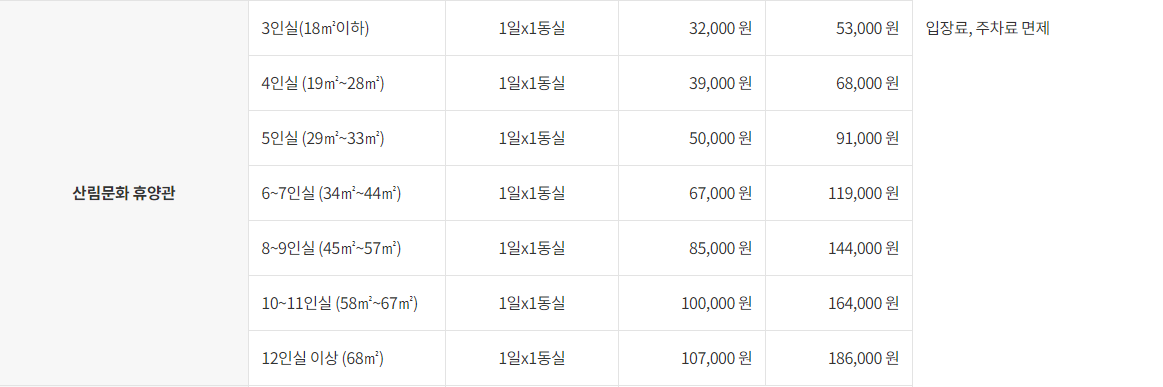 3인실(18㎡이하) 1일x1동실 32,000 원 53,000 원 입장료, 주차료 면제
4인실 (19㎡~28㎡) 1일x1동실 39,000 원 68,000 원
5인실 (29㎡~33㎡) 1일x1동실 50,000 원 91,000 원
산림문화 휴양관 6~7인실 (34㎡~44㎡) 1일x1동실 67,000 원 119,000 원
8~9인실 (45㎡~57㎡) 1일x1동실 85,000 원 144,000 원
10~11인실 (58㎡~67㎡) 1일x1동실 100,000 원 164,000 원
12인실 이상 (68㎡) 1일x1동실 107,000 원 186,000 원